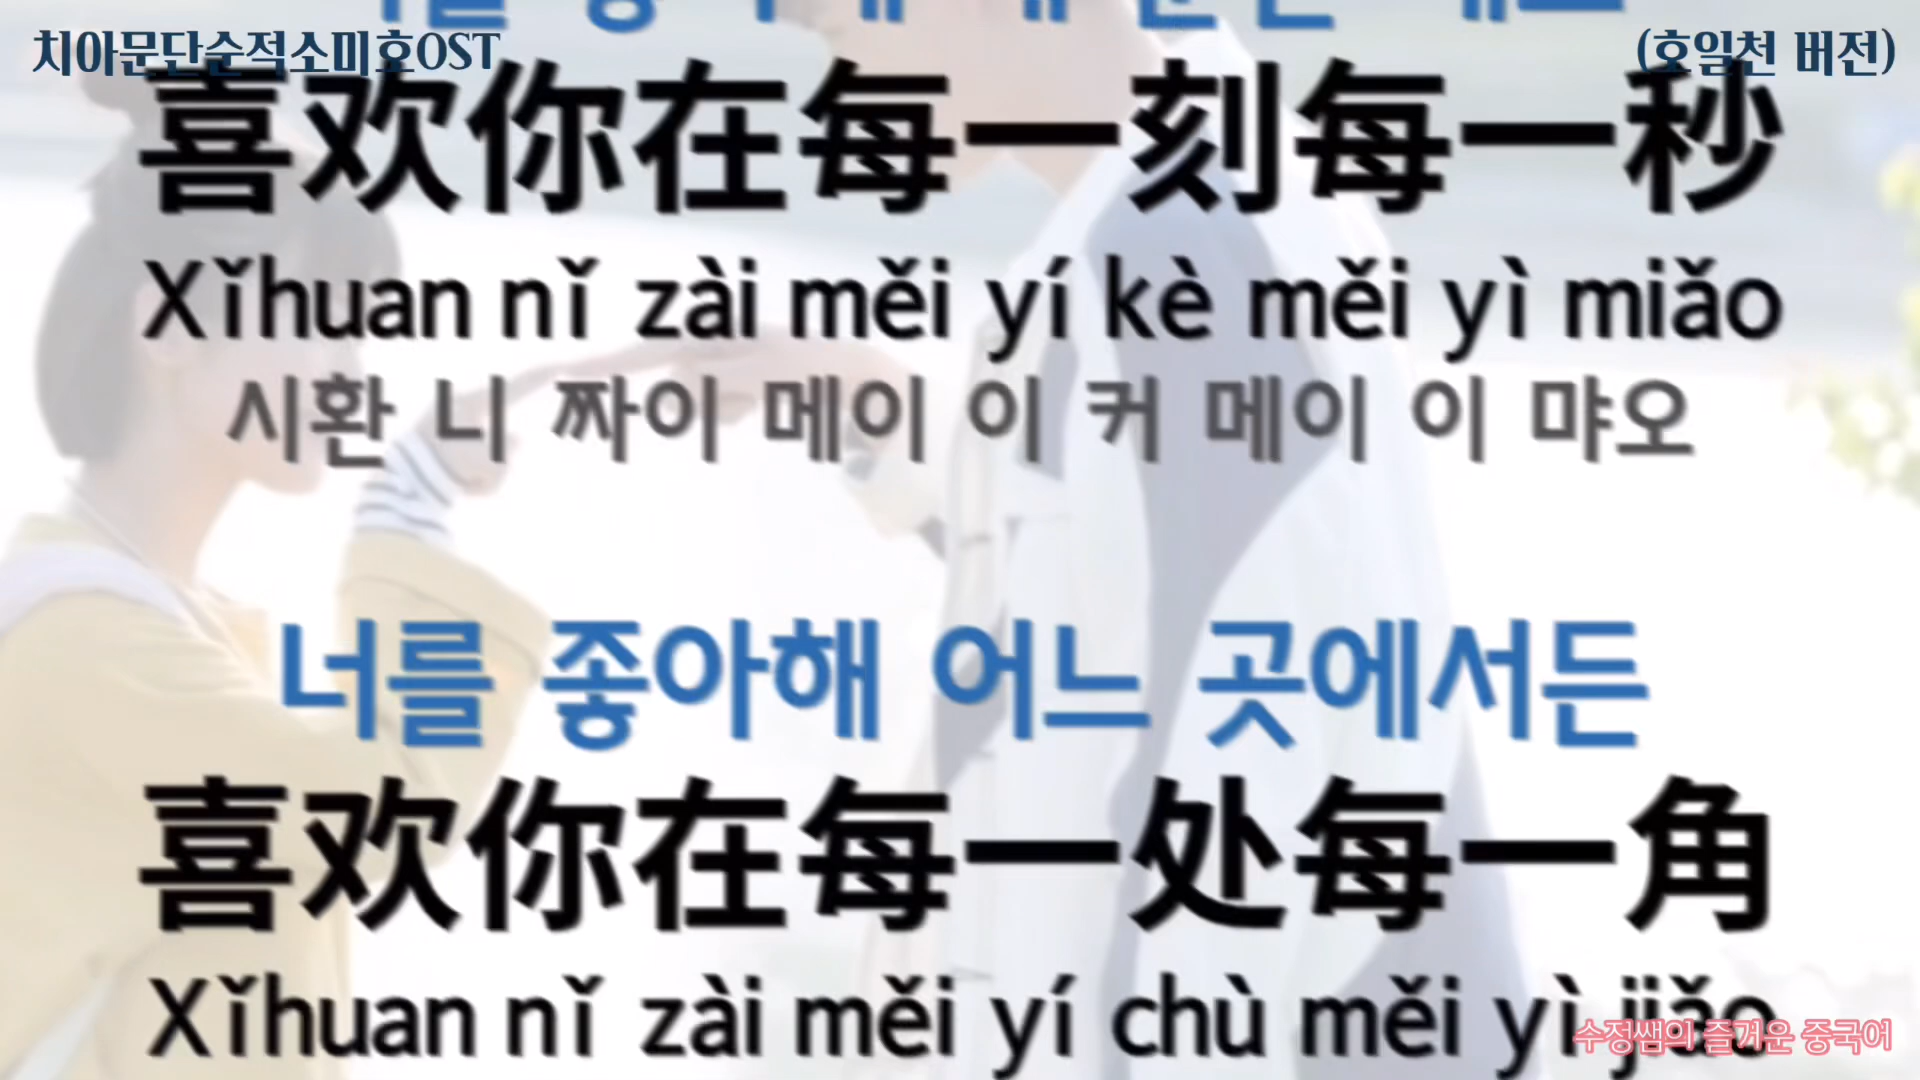 치아문단순적소미호OST
(호일천 버전)
喜欢你在每一刻每一秒
Xǐhuan nǐ zài měi yí kè měi yì miǎo
시환 니 짜이 메이 이 커 메이 이 먀오
너를 좋아해 어느 곳에서든
喜欢你在每一处每一角
Xǐhuan nǐ zài měi yí chù měi yì jiǎo
수정쌤의 즐거운 중국어